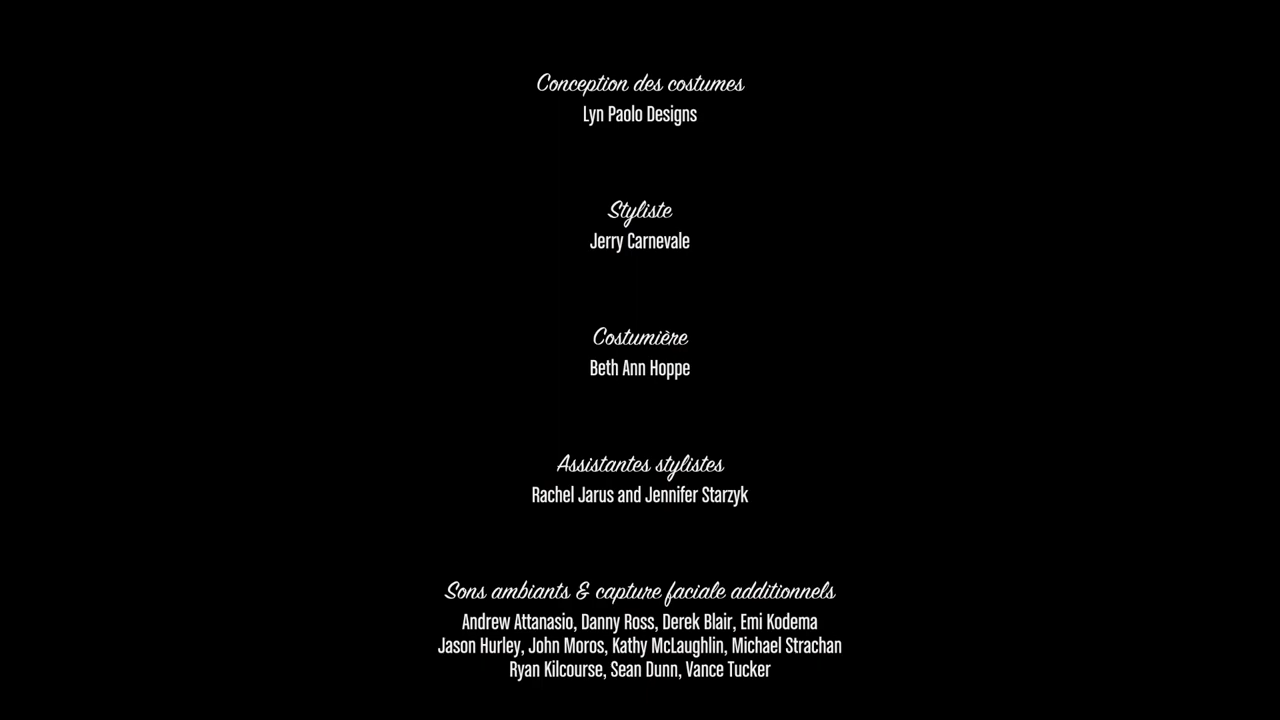 Conception des costumes
Lyn Paolo Designs
Styliste
Jerry Carnevale
Costumière
Beth Ann Hoppe
Assistantes stylistes
Rachel Jarus and Jennifer Starzyk
Sons ambiants & capture faciale additionnels
Andrew Attanasio, Danny Ross, Derek Blair, Emi Kodema
Jason Hurley, John Moros, Kathy McLaughlin, Michael Strachan
Ryan Kilcourse, Sean Dunn, Vance Tucker